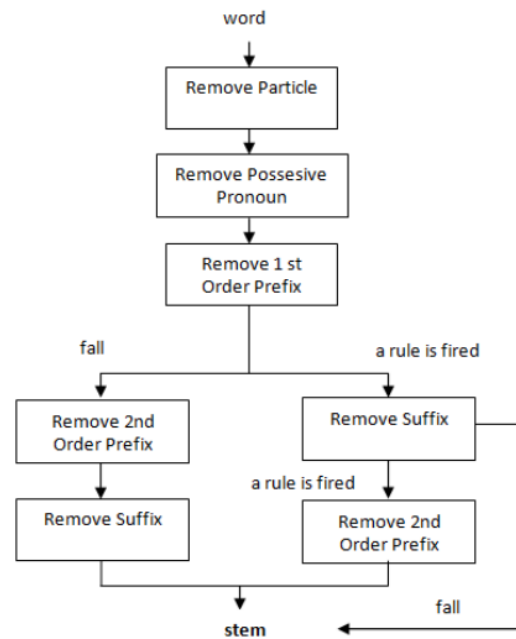 word
Remove Particle
Remove Possesive
Pronoun
Remove 1 st
Order Prefix
fall
a rule is fired
Remove 2nd
Order Prefix
Remove Suffix
a rule is fired
Remove Suffix
Remove 2nd
Order Prefix
stem
fall